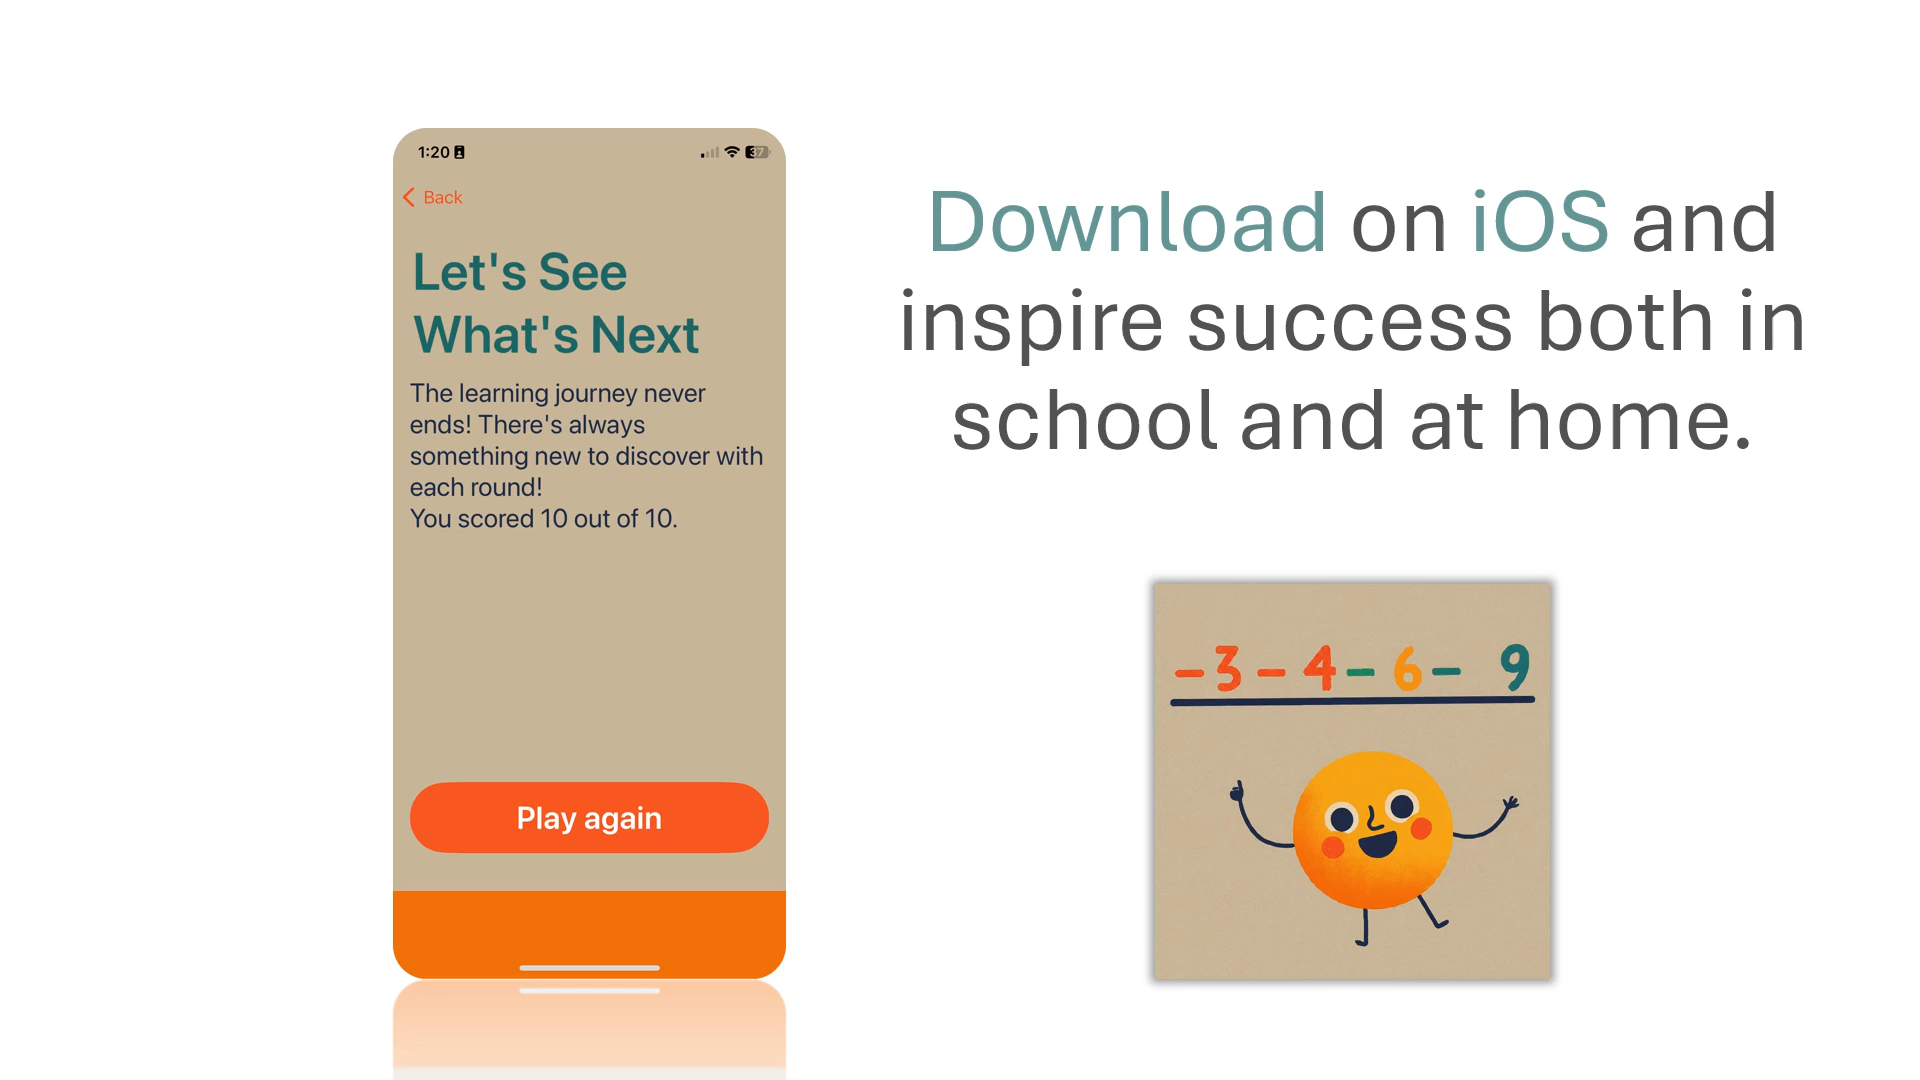 1:20
37
Back
Let's See
What's Next
The learning journey never
ends! There's always
something new to discover with
each round!
You scored 10 out of 10.
Play again
Download on iOS and
inspire success both in
school and at home.
-3-4-6- 9